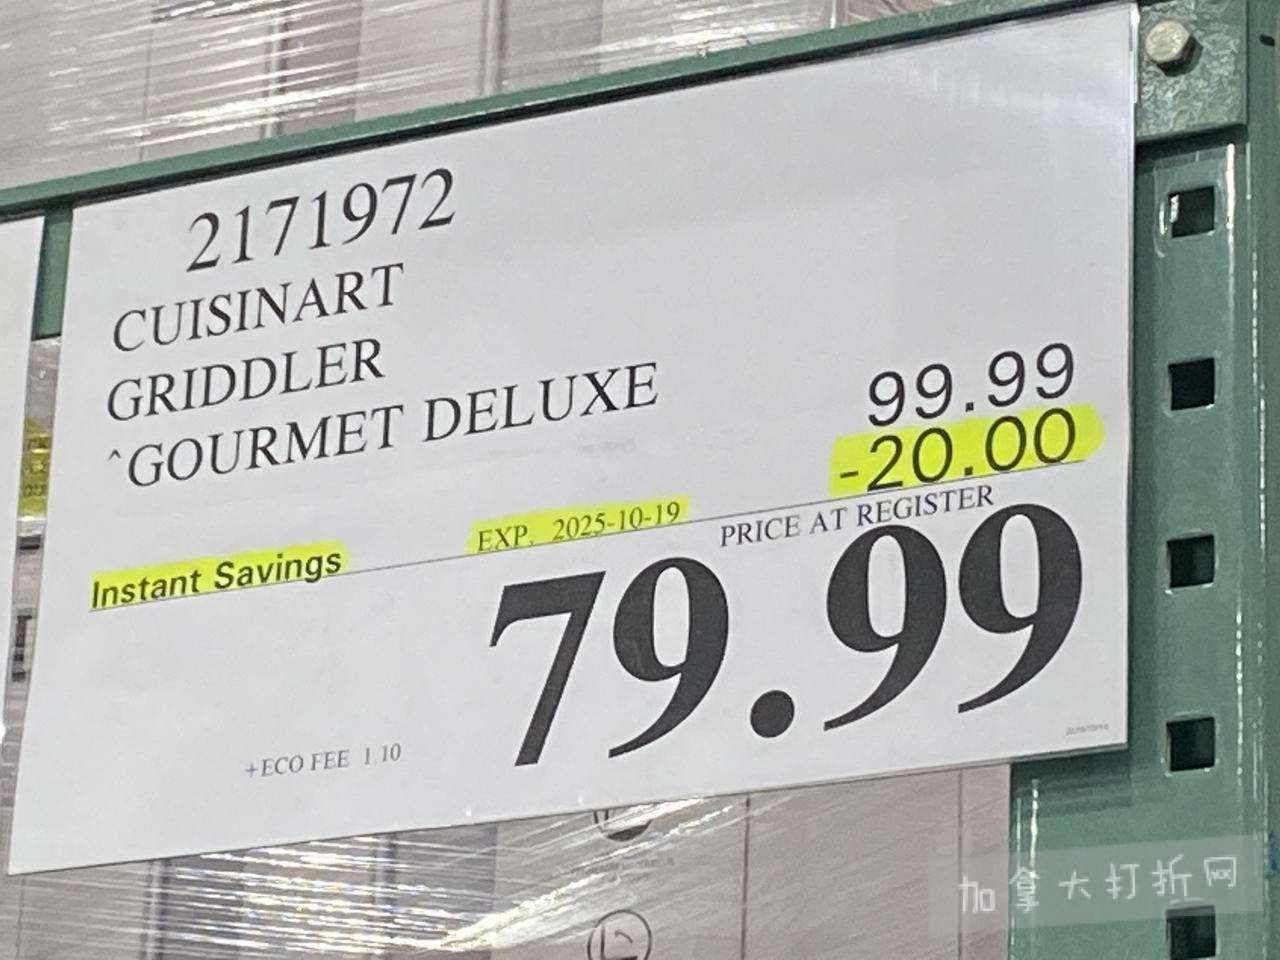 2171972
CUISINART
GRIDDLER
^GOURMET DELUXE
99.99
-20.00
EXP. 2025-10-19
PRICE AT REGISTER
Instant Savings
79.99
+ECO FEE 1.10
加拿大打折网